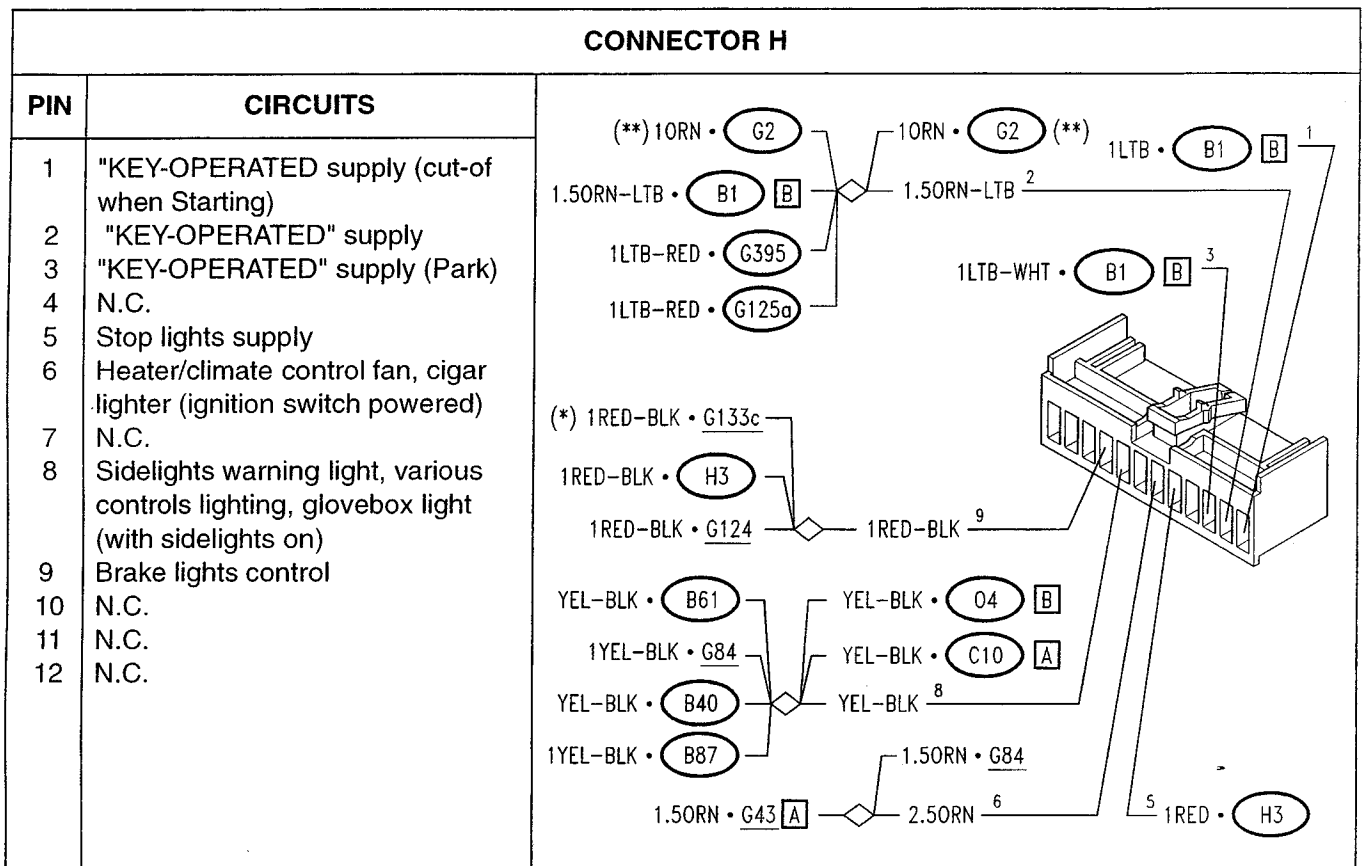 CONNECTOR H
PIN CIRCUITS
1 "KEY-OPERATED supply (cut-of
when Starting)
2 "KEY-OPERATED" supply
3 "KEY-OPERATED" supply (Park)
4 N.C.
5 Stop lights supply
6 Heater/climate control fan, cigar
lighter (ignition switch powered)
7 N.C.
8 Sidelights warning light, various
controls lighting, glovebox light
(with sidelights on)
9 Brake lights control
10 N.C.
11 N.C.
12 N.C.
(**) 1ORN • G2
1ORN • G2 (**)
1LTB • B1 B 1
1.5ORN-LTB • B1 B
1.5ORN-LTB 2
1LTB-RED • G395
1LTB-WHT • B1 B 3
1LTB-RED • G125a
(*) 1RED-BLK • G133c
1RED-BLK • H3
1RED-BLK • G124
1RED-BLK 9
YEL-BLK • B61
YEL-BLK • O4 B
1YEL-BLK • G84
YEL-BLK • C10 A
YEL-BLK • B40
YEL-BLK 8
1YEL-BLK • B87
1.5ORN • G84
1.5ORN • G43 A
2.5ORN 6
5 1RED • H3